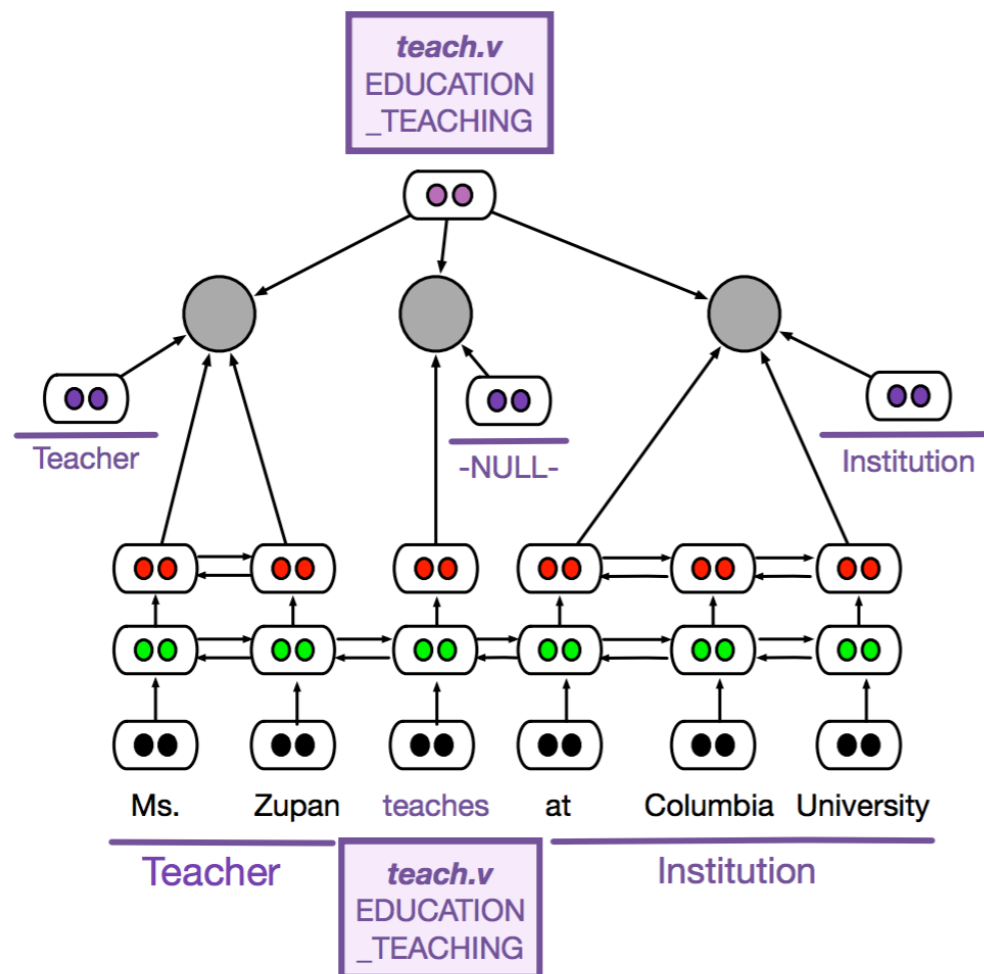 teach.v
EDUCATION
_TEACHING
Teacher
-NULL-
Institution
Ms. Zupan teaches at Columbia University
Teacher
Institution
teach.v
EDUCATION
_TEACHING